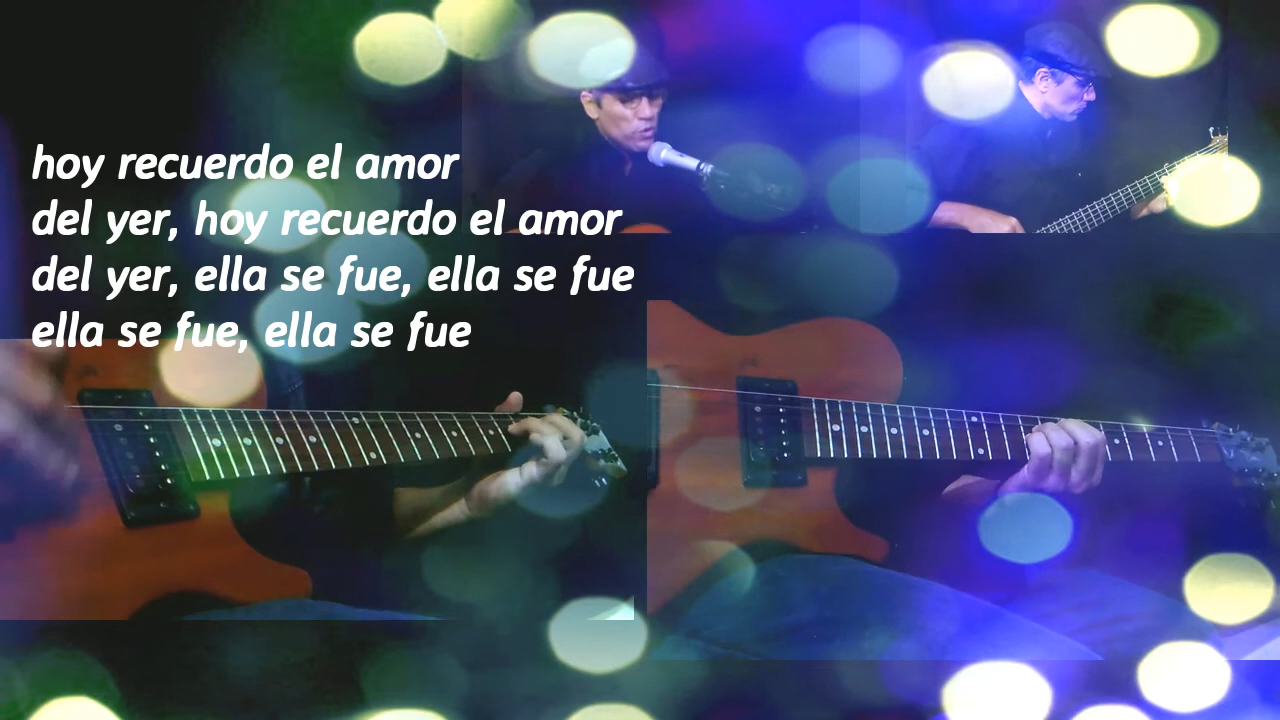 hoy recuerdo el amor
del yer, hoy recuerdo el amor
del yer, ella se fue, ella se fue
ella se fue, ella se fue